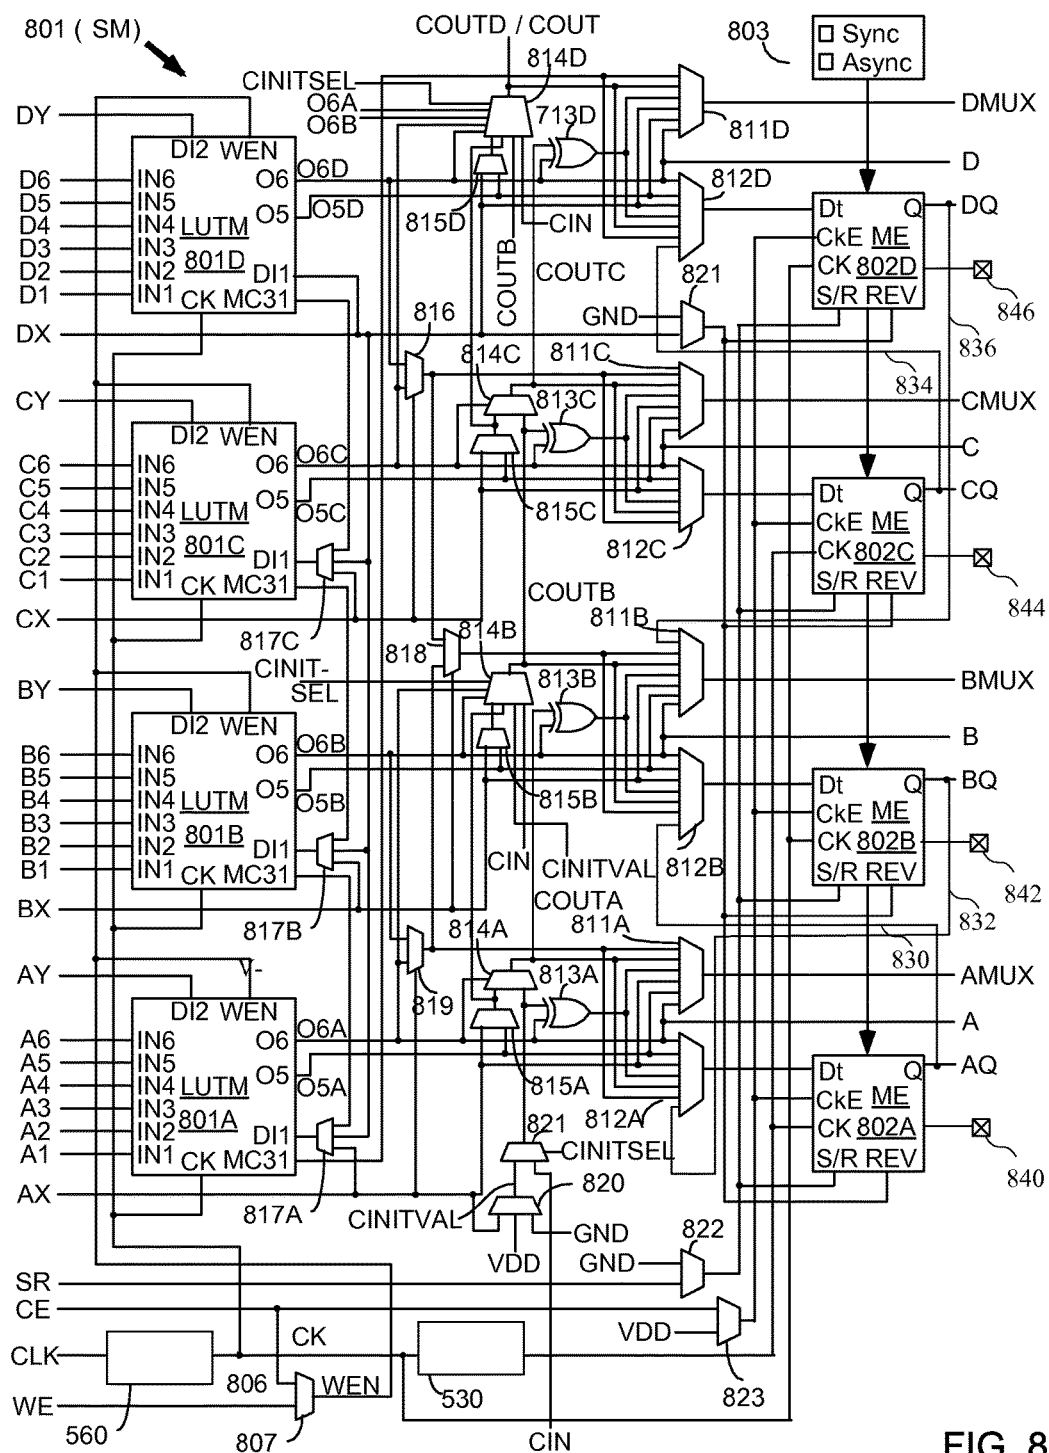 801 ( SM)
COUTD / COUT
814D
803
Sync
Async
CINITSEL
O6A
O6B
713D
DMUX
811D
DY
DI2 WEN
D6
D5
D4
D3
D2
D1
IN6
IN5
IN4
IN3
IN2
IN1
LUTM
801D
O6
O6D
O5
O5D
DI1
CK MC31
815D
COUTB
CIN
COUTC
812D
D
Dt
Q
DQ
CkE ME
CK 802D
S/R REV
846
836
DX
816
GND
821
834
814C
811C
CY
DI2 WEN
813C
CMUX
C6
C5
C4
C3
C2
C1
IN6
IN5
IN4
IN3
IN2
IN1
LUTM
801C
O6
O6C
O5
O5C
DI1
CK MC31
815C
812C
C
Dt
Q
CQ
CkE ME
CK 802C
S/R REV
844
CX
817C
COUTB
811B
818
814B
CINIT-
SEL
813B
BMUX
BY
DI2 WEN
B6
B5
B4
B3
B2
B1
IN6
IN5
IN4
IN3
IN2
IN1
LUTM
801B
O6
O6B
O5
O5B
DI1
CK MC31
815B
CIN
CINITVAL
812B
B
Dt
Q
BQ
CkE ME
CK 802B
S/R REV
842
832
830
BX
817B
COUTA
811A
814A
813A
AMUX
819
AY
V-
DI2 WEN
A6
A5
A4
A3
A2
A1
IN6
IN5
IN4
IN3
IN2
IN1
LUTM
801A
O6
O6A
O5
O5A
DI1
CK MC31
815A
812A
A
Dt
Q
AQ
CkE ME
CK 802A
S/R REV
840
821
CINITSEL
AX
817A
CINITVAL
820
GND
VDD
GND
822
SR
CE
CK
VDD
823
CLK
806
WEN
WE
560
807
530
CIN
FIG. 8